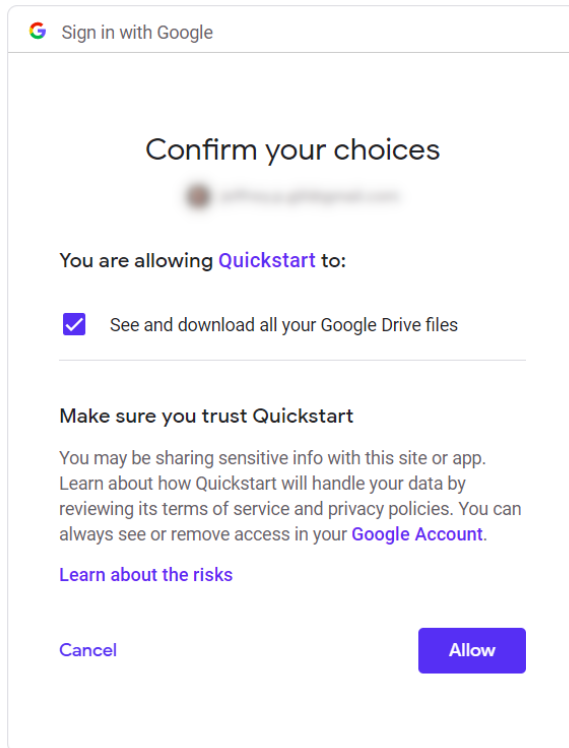 Sign in with Google
Confirm your choices
You are allowing Quickstart to:
See and download all your Google Drive files
Make sure you trust Quickstart
You may be sharing sensitive info with this site or app.
Learn about how Quickstart will handle your data by
reviewing its terms of service and privacy policies. You can
always see or remove access in your Google Account.
Learn about the risks
Cancel
Allow